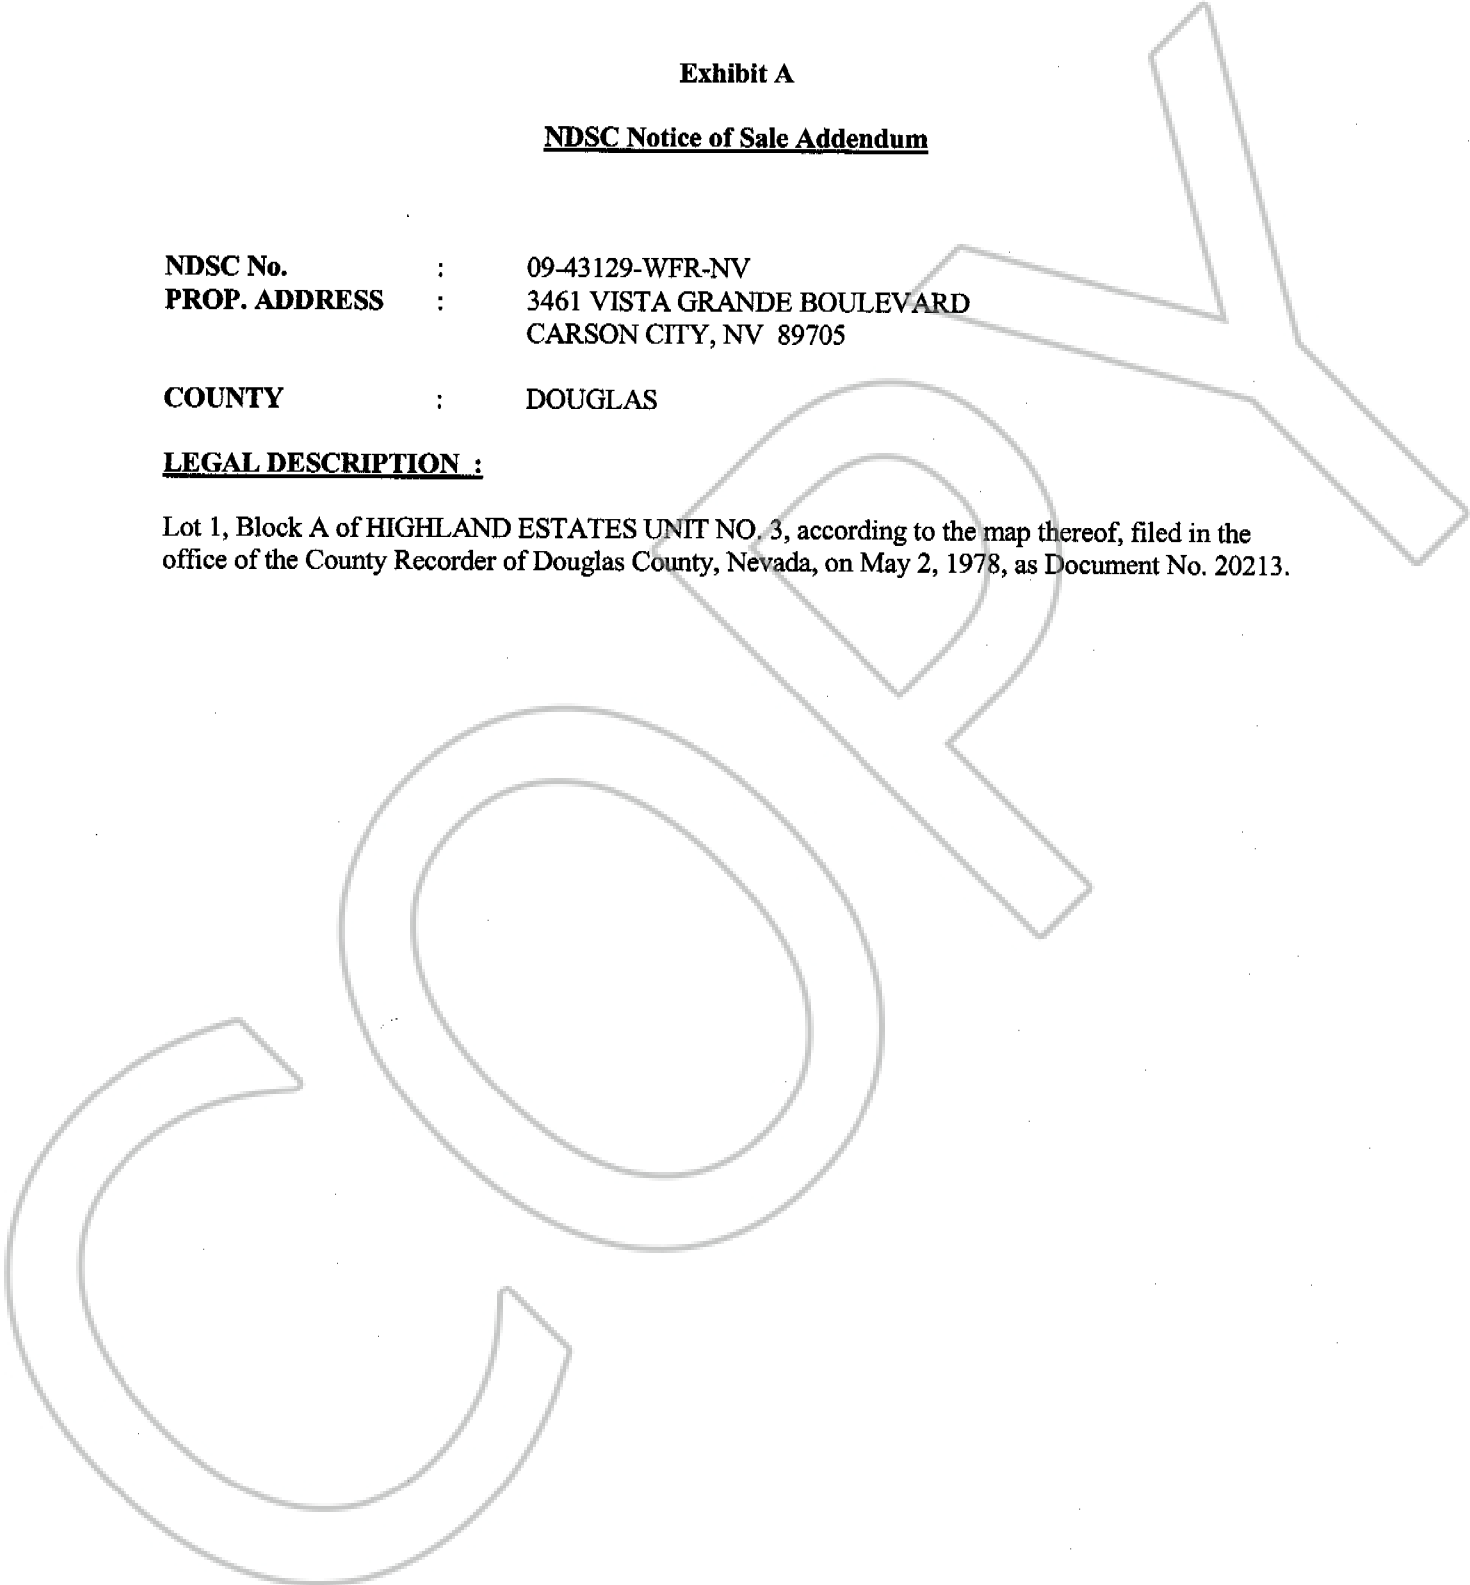 Exhibit A
NDSC Notice of Sale Addendum
NDSC No. : 09-43129-WFR-NV
PROP. ADDRESS : 3461 VISTA GRANDE BOULEVARD
CARSON CITY, NV 89705
COUNTY : DOUGLAS
LEGAL DESCRIPTION :
Lot 1, Block A of HIGHLAND ESTATES UNIT NO. 3, according to the map thereof, filed in the
office of the County Recorder of Douglas County, Nevada, on May 2, 1978, as Document No. 20213.
COPY